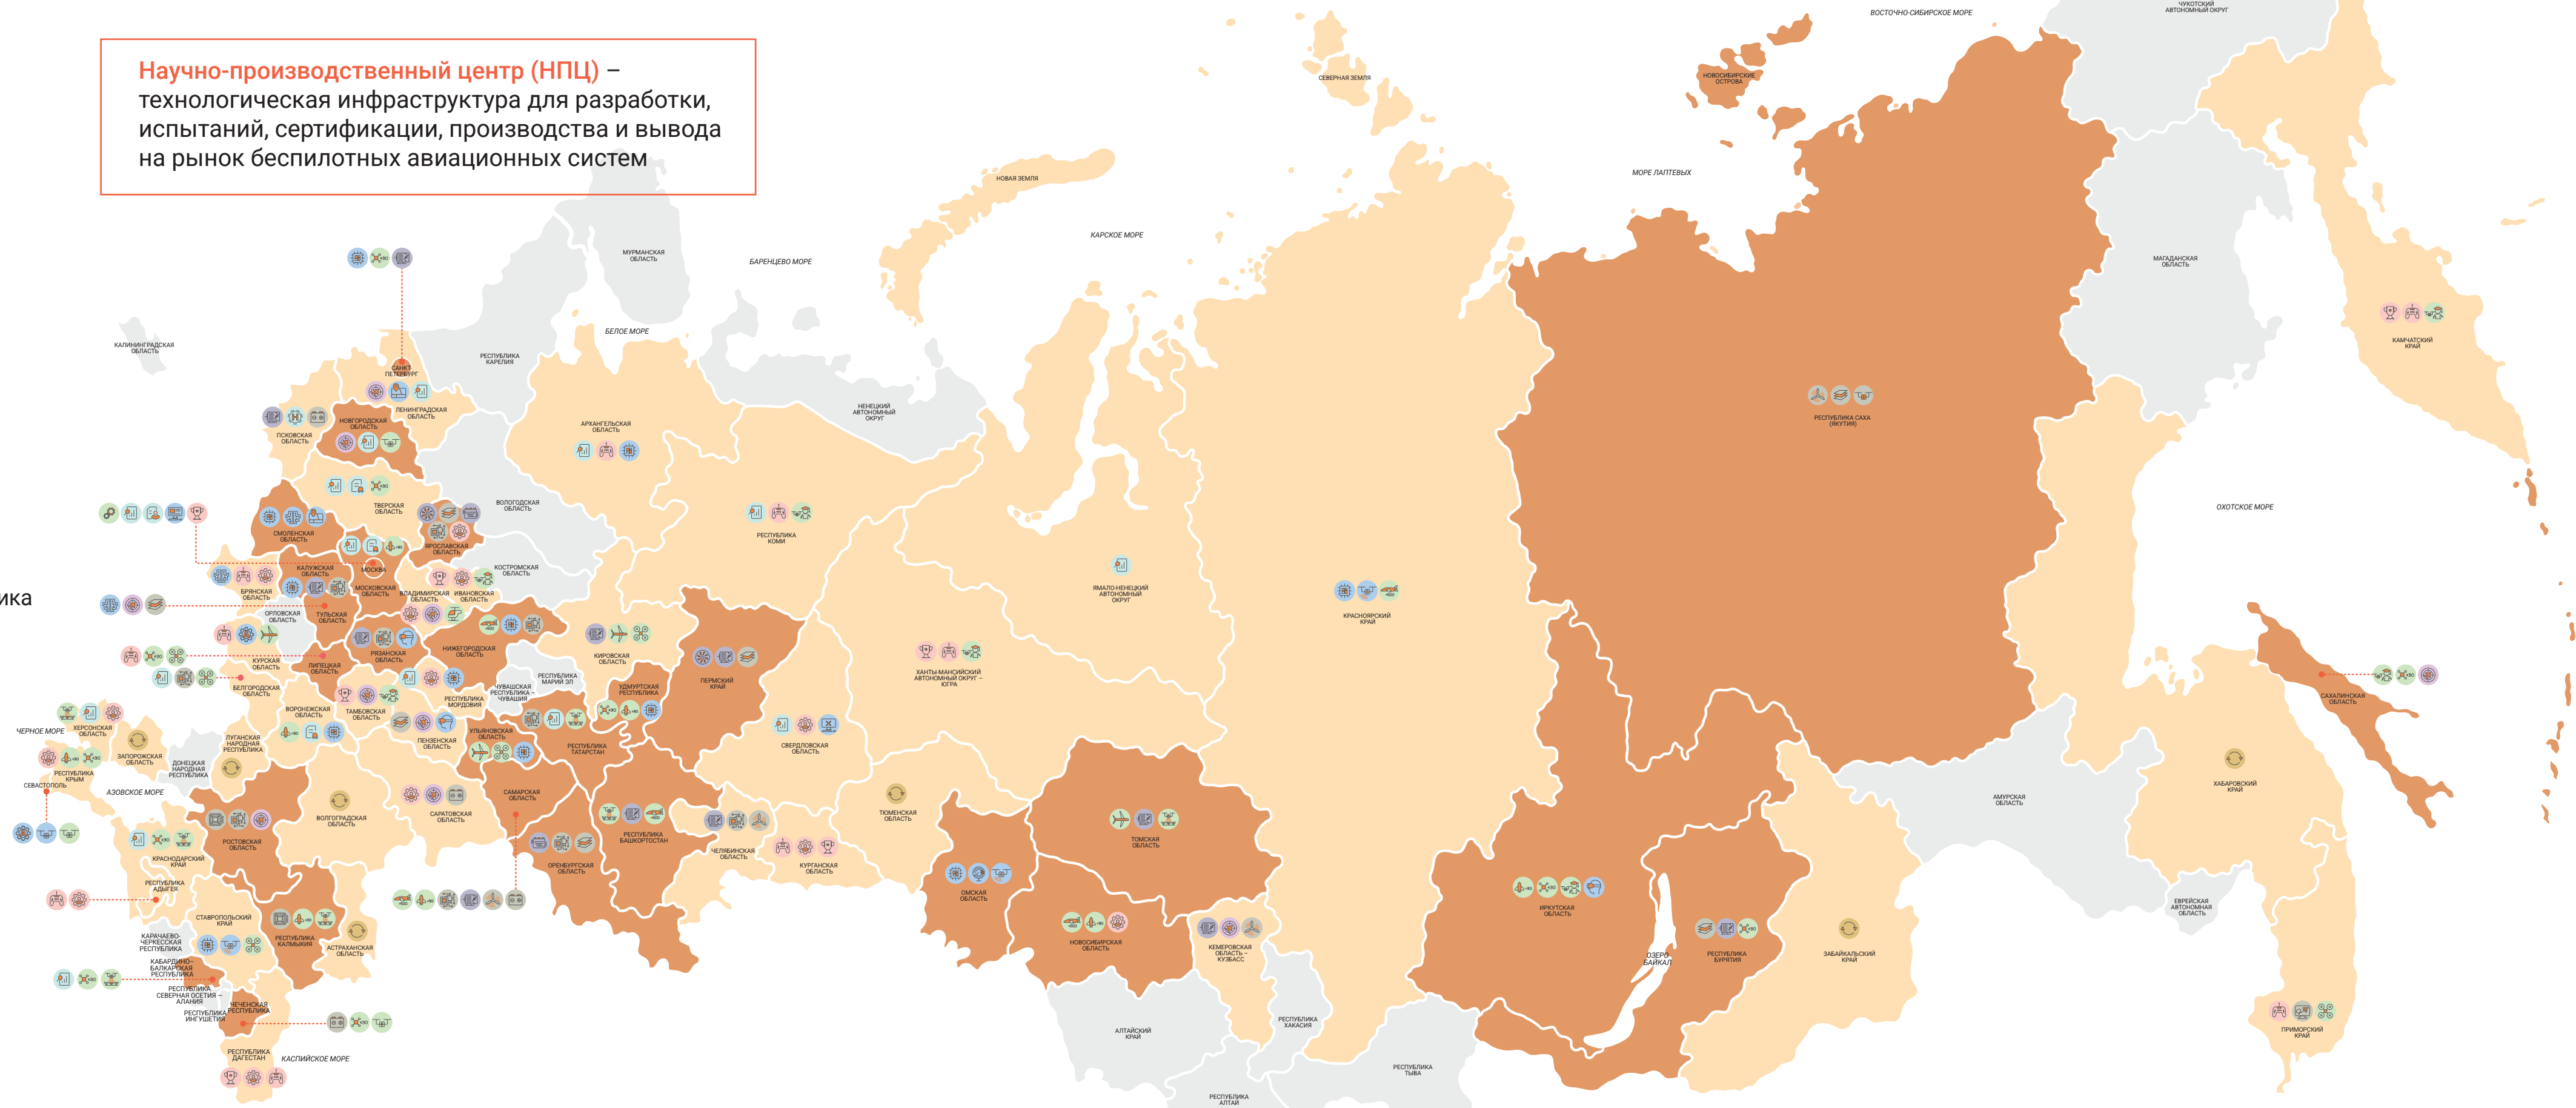 Научно-производственный центр (НПЦ) –
технологическая инфраструктура для разработки,
испытаний, сертификации, производства и вывода
на рынок беспилотных авиационных систем
ВОСТОЧНО-СИБИРСКОЕ МОРЕ
ЧУКОТСКИЙ
АВТОНОМНЫЙ ОКРУГ
СЕВЕРНАЯ ЗЕМЛЯ
НОВОСИБИРСКИЕ
ОСТРОВА
МОРЕ ЛАПТЕВЫХ
НОВАЯ ЗЕМЛЯ
КАРСКОЕ МОРЕ
МУРМАНСКАЯ
ОБЛАСТЬ
БАРЕНЦЕВО МОРЕ
МАГАДАНСКАЯ
ОБЛАСТЬ
БЕЛОЕ МОРЕ
КАЛИНИНГРАДСКАЯ
ОБЛАСТЬ
РЕСПУБЛИКА
КАРЕЛИЯ
КАМЧАТСКИЙ
КРАЙ
САНКТ-
ПЕТЕРБУРГ
ЛЕНИНГРАДСКАЯ
ОБЛАСТЬ
НЕНЕЦКИЙ
АВТОНОМНЫЙ
ОКРУГ
НОВГОРОДСКАЯ
ОБЛАСТЬ
ПСКОВСКАЯ
ОБЛАСТЬ
АРХАНГЕЛЬСКАЯ
ОБЛАСТЬ
РЕСПУБЛИКА САХА
(ЯКУТИЯ)
ТВЕРСКАЯ
ОБЛАСТЬ
ВОЛОГОДСКАЯ
ОБЛАСТЬ
ОХОТСКОЕ МОРЕ
СМОЛЕНСКАЯ
ОБЛАСТЬ
ЯРОСЛАВСКАЯ
ОБЛАСТЬ
РЕСПУБЛИКА
КОМИ
КАЛУЖСКАЯ
ОБЛАСТЬ
МОСКВА
КОСТРОМСКАЯ
ОБЛАСТЬ
ика
БРЯНСКАЯ
ОБЛАСТЬ
МОСКОВСКАЯ
ОБЛАСТЬ
ВЛАДИМИРСКАЯ
ОБЛАСТЬ
ИВАНОВСКАЯ
ОБЛАСТЬ
ЯМАЛО-НЕНЕЦКИЙ
АВТОНОМНЫЙ
ОКРУГ
КРАСНОЯРСКИЙ
КРАЙ
ОРЛОВСКАЯ
ОБЛАСТЬ
ТУЛЬСКАЯ
ОБЛАСТЬ
РЯЗАНСКАЯ
ОБЛАСТЬ
НИЖЕГОРОДСКАЯ
ОБЛАСТЬ
КИРОВСКАЯ
ОБЛАСТЬ
КУРСКАЯ
ОБЛАСТЬ
ЛИПЕЦКАЯ
ОБЛАСТЬ
ПЕРМСКИЙ
КРАЙ
ХАНТЫ-МАНСИЙСКИЙ
АВТОНОМНЫЙ ОКРУГ –
ЮГРА
БЕЛГОРОДСКАЯ
ОБЛАСТЬ
ЧУВАШСКАЯ
РЕСПУБЛИКА –
ЧУВАШИЯ
РЕСПУБЛИКА
МАРИЙ ЭЛ
УДМУРТСКАЯ
РЕСПУБЛИКА
САХАЛИНСКАЯ
ОБЛАСТЬ
ВОРОНЕЖСКАЯ
ОБЛАСТЬ
ТАМБОВСКАЯ
ОБЛАСТЬ
РЕСПУБЛИКА
МОРДОВИЯ
ЧЕРНОЕ МОРЕ
ХЕРСОНСКАЯ
ОБЛАСТЬ
ЛУГАНСКАЯ
НАРОДНАЯ
РЕСПУБЛИКА
ПЕНЗЕНСКАЯ
ОБЛАСТЬ
УЛЬЯНОВСКАЯ
ОБЛАСТЬ
РЕСПУБЛИКА
ТАТАРСТАН
СВЕРДЛОВСКАЯ
ОБЛАСТЬ
ЗАПОРОЖСКАЯ
ОБЛАСТЬ
ДОНЕЦКАЯ
НАРОДНАЯ
РЕСПУБЛИКА
РЕСПУБЛИКА
КРЫМ
СЕВАСТОПОЛЬ
АЗОВСКОЕ МОРЕ
ХАБАРОВСКИЙ
КРАЙ
АМУРСКАЯ
ОБЛАСТЬ
САМАРСКАЯ
ОБЛАСТЬ
САРАТОВСКАЯ
ОБЛАСТЬ
ВОЛГОГРАДСКАЯ
ОБЛАСТЬ
ТЮМЕНСКАЯ
ОБЛАСТЬ
РОСТОВСКАЯ
ОБЛАСТЬ
РЕСПУБЛИКА
БАШКОРТОСТАН
ТОМСКАЯ
ОБЛАСТЬ
КРАСНОДАРСКИЙ
КРАЙ
ОРЕНБУРГСКАЯ
ОБЛАСТЬ
ЧЕЛЯБИНСКАЯ
ОБЛАСТЬ
КУРГАНСКАЯ
ОБЛАСТЬ
РЕСПУБЛИКА
АДЫГЕЯ
ОМСКАЯ
ОБЛАСТЬ
ИРКУТСКАЯ
ОБЛАСТЬ
ЕВРЕЙСКАЯ
АВТОНОМНАЯ
ОБЛАСТЬ
СТАВРОПОЛЬСКИЙ
КРАЙ
РЕСПУБЛИКА
КАЛМЫКИЯ
АСТРАХАНСКАЯ
ОБЛАСТЬ
НОВОСИБИРСКАЯ
ОБЛАСТЬ
КЕМЕРОВСКАЯ
ОБЛАСТЬ –
КУЗБАСС
КАРАЧАЕВО-
ЧЕРКЕССКАЯ
РЕСПУБЛИКА
ОЗЕРО
БАЙКАЛ
РЕСПУБЛИКА
БУРЯТИЯ
ЗАБАЙКАЛЬСКИЙ
КРАЙ
КАБАРДИНО–
БАЛКАРСКАЯ
РЕСПУБЛИКА
РЕСПУБЛИКА
СЕВЕРНАЯ ОСЕТИЯ –
АЛАНИЯ
ЧЕЧЕНСКАЯ
РЕСПУБЛИКА
РЕСПУБЛИКА
ИНГУШЕТИЯ
РЕСПУБЛИКА
ХАКАСИЯ
АЛТАЙСКИЙ
КРАЙ
ПРИМОРСКИЙ
КРАЙ
РЕСПУБЛИКА
ДАГЕСТАН
КАСПИЙСКОЕ МОРЕ
РЕСПУБЛИКА
ТЫВА
РЕСПУБЛИКА
АЛТАЙ